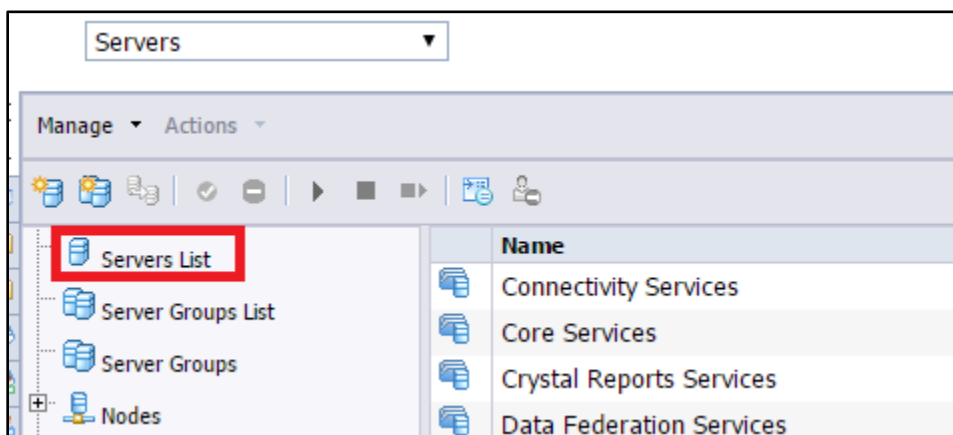 Servers
Manage Actions
Servers List
Server Groups List
Server Groups
Nodes
Name
Connectivity Services
Core Services
Crystal Reports Services
Data Federation Services